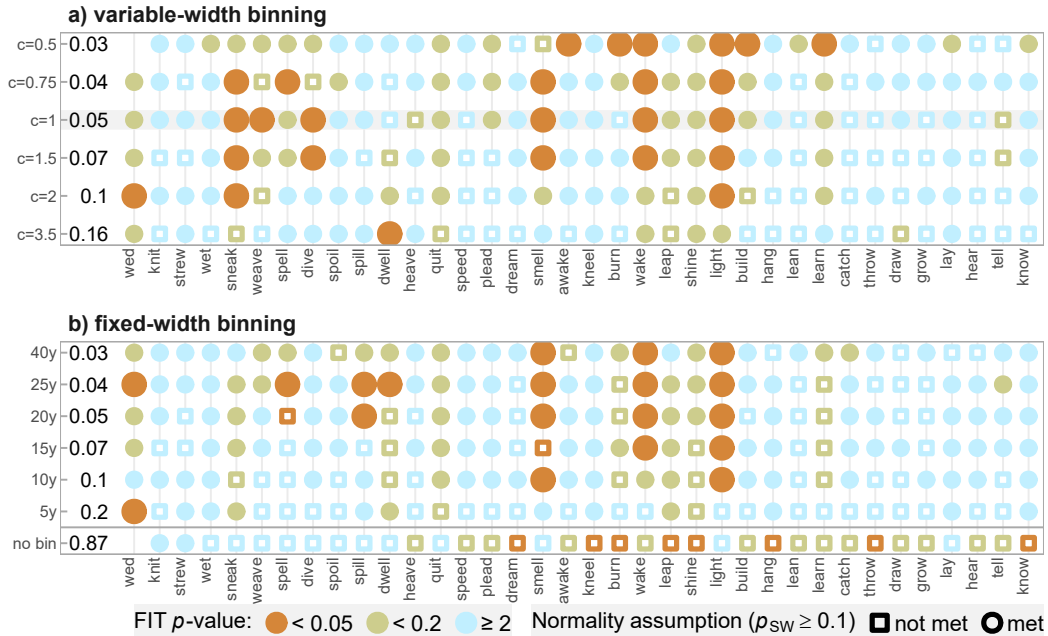 a) variable-width binning
c=0.5 0.03
c=0.75 0.04
c=1 0.05
c=1.5 0.07
c=2 0.1
c=3.5 0.16
wed knit strew wet sneak weave spell dive spoil spill dwell heave quit speed plead dream smell awake kneel burn wake leap shine light build hang lean learn catch throw draw grow lay hear tell know
b) fixed-width binning
40y 0.03
25y 0.04
20y 0.05
15y 0.07
10y 0.1
5y 0.2
no bin 0.87
wed knit strew wet sneak weave spell dive spoil spill dwell heave quit speed plead dream smell awake kneel burn wake leap shine light build hang lean learn catch throw draw grow lay hear tell know
FIT p-value: < 0.05 < 0.2 ≥ 2 Normality assumption (pSW ≥ 0.1) not met met